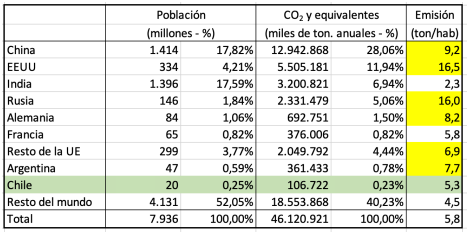 Población CO₂ y equivalentes Emisión
(millones - %) (miles de ton. anuales - %) (ton/hab)
China 1.414 17,82% 12.942.868 28,06% 9,2
EEUU 334 4,21% 5.505.181 11,94% 16,5
India 1.396 17,59% 3.200.821 6,94% 2,3
Rusia 146 1,84% 2.331.479 5,06% 16,0
Alemania 84 1,06% 692.751 1,50% 8,2
Francia 65 0,82% 376.006 0,82% 5,8
Resto de la UE 299 3,77% 2.049.792 4,44% 6,9
Argentina 47 0,59% 361.433 0,78% 7,7
Chile 20 0,25% 106.722 0,23% 5,3
Resto del mundo 4.131 52,05% 18.553.868 40,23% 4,5
Total 7.936 100,00% 46.120.921 100,00% 5,8